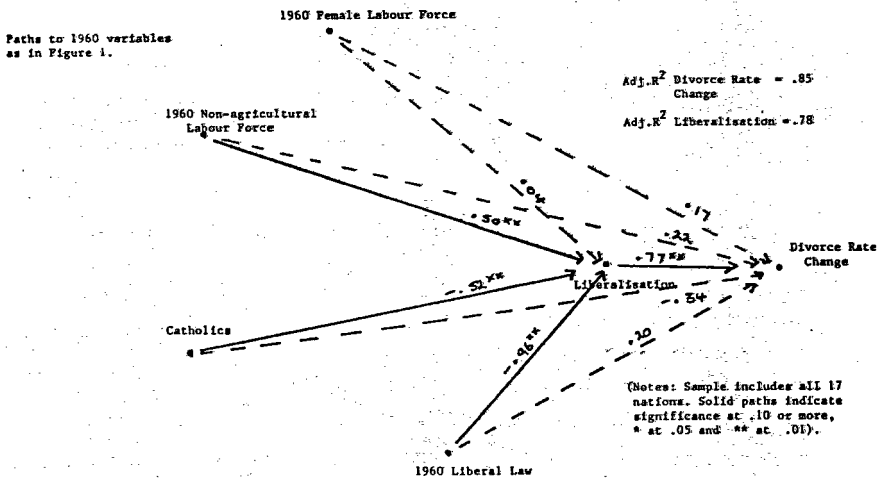 1960 Female Labour Force
Paths to 1960 variables
as in Figure 1.
Adj.R² Divorce Rate = .85
Change
Adj.R² Liberalisation = .78
1960 Non-agricultural
Labour Force
.04
.17
.50**
.22
.77**
Divorce Rate
Change
Liberalisation
-.52**
-.34
Catholics
-.96**
.20
(Notes: Sample includes all 17
nations. Solid paths indicate
significance at .10 or more,
* at .05 and ** at .01).
1960 Liberal Law